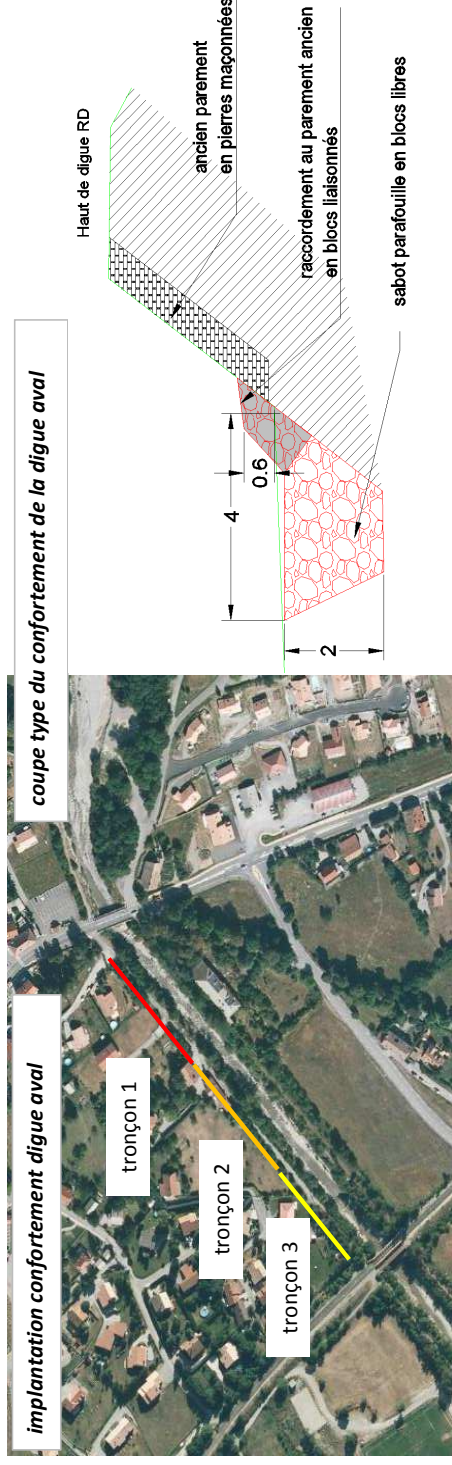 implantation confortement digue aval
tronçon 1
tronçon 2
tronçon 3
coupe type du confortement de la digue aval
Haut de digue RD
ancien parement
en pierres maçonnées
raccordement au parement ancien
en blocs liaisonnés
sabot parafouille en blocs libres
0.6
4
2